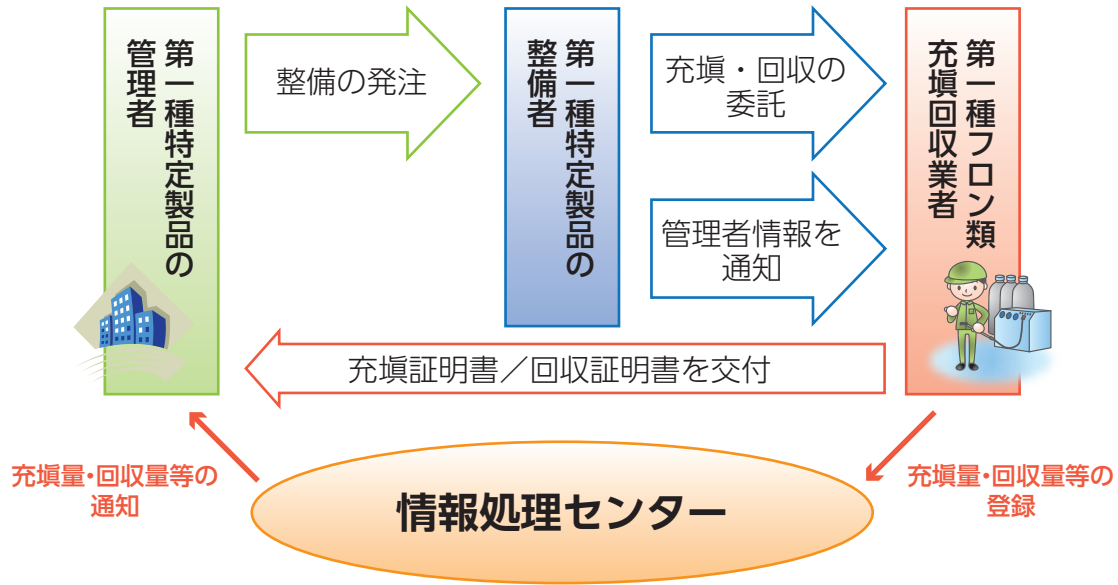 第一種特定製品の
管理者
整備の発注
第一種特定製品の
整備者
充塡・回収の
委託
管理者情報を
通知
第一種フロン類
充塡回収業者
充塡証明書／回収証明書を交付
充塡量・回収量等の
通知
情報処理センター
充塡量・回収量等の
登録